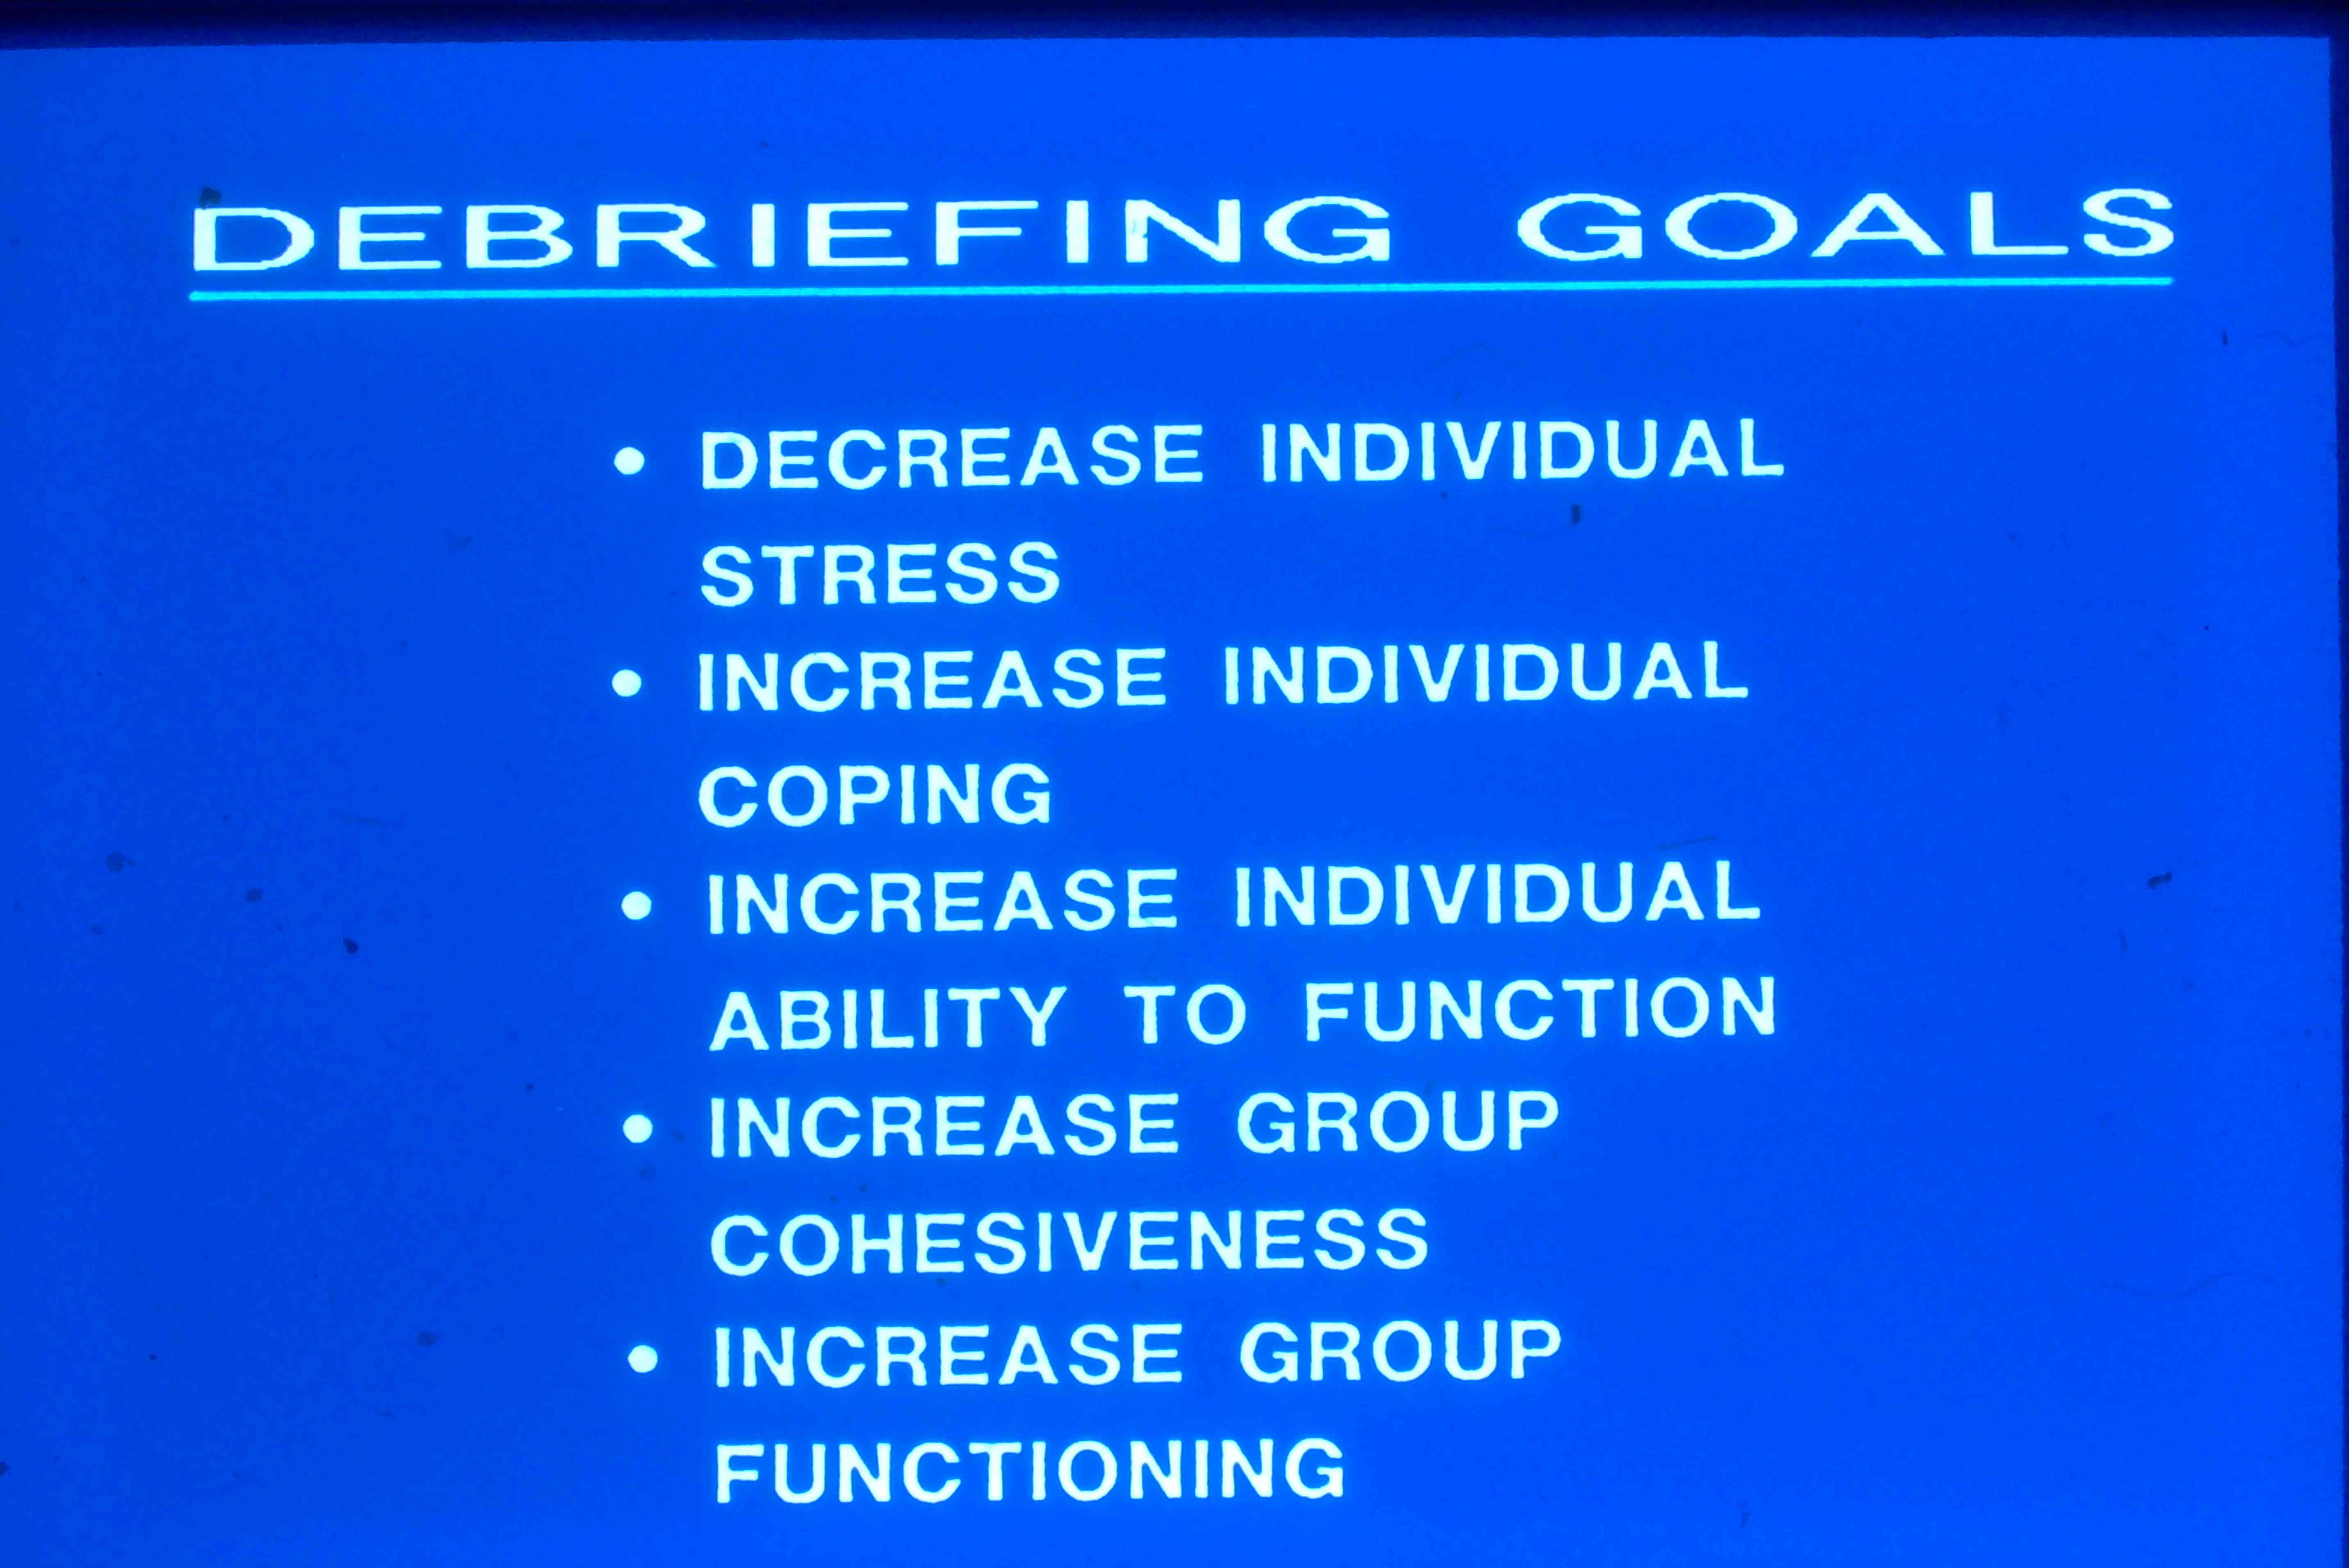 DEBRIEFING GOALS
• DECREASE INDIVIDUAL
STRESS
• INCREASE INDIVIDUAL
COPING
• INCREASE INDIVIDUAL
ABILITY TO FUNCTION
• INCREASE GROUP
COHESIVENESS
• INCREASE GROUP
FUNCTIONING